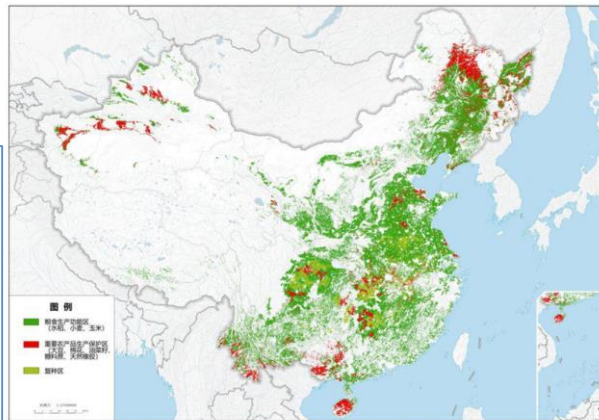 图 例
粮食生产功能区
(水稻、小麦、玉米)
重要农产品生产保护区
(大豆、棉花、油菜籽、
糖料蔗、天然橡胶)
复种区